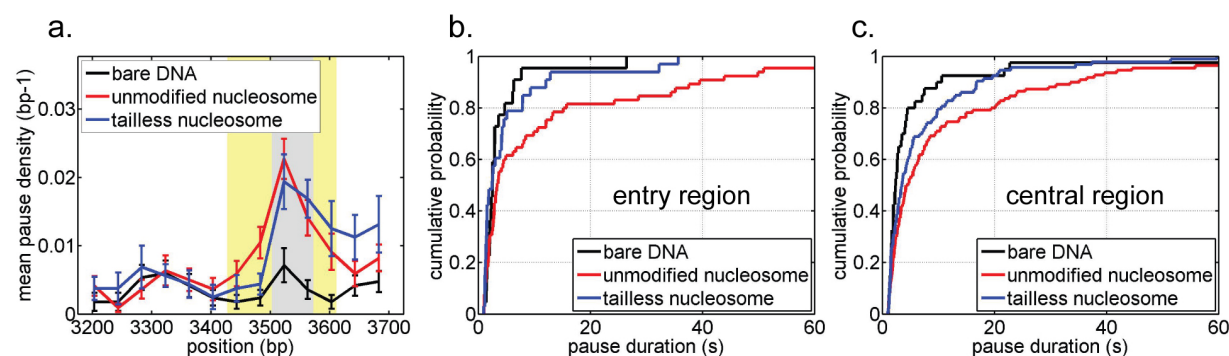 a.
mean pause density (bp-1)
0.03
0.02
0.01
0
bare DNA
unmodified nucleosome
tailless nucleosome
3200 3300 3400 3500 3600 3700
position (bp)
b.
cumulative probability
1
0.8
0.6
0.4
0.2
0
entry region
bare DNA
unmodified nucleosome
tailless nucleosome
0 20 40 60
pause duration (s)
c.
cumulative probability
1
0.8
0.6
0.4
0.2
0
central region
bare DNA
unmodified nucleosome
tailless nucleosome
0 20 40 60
pause duration (s)